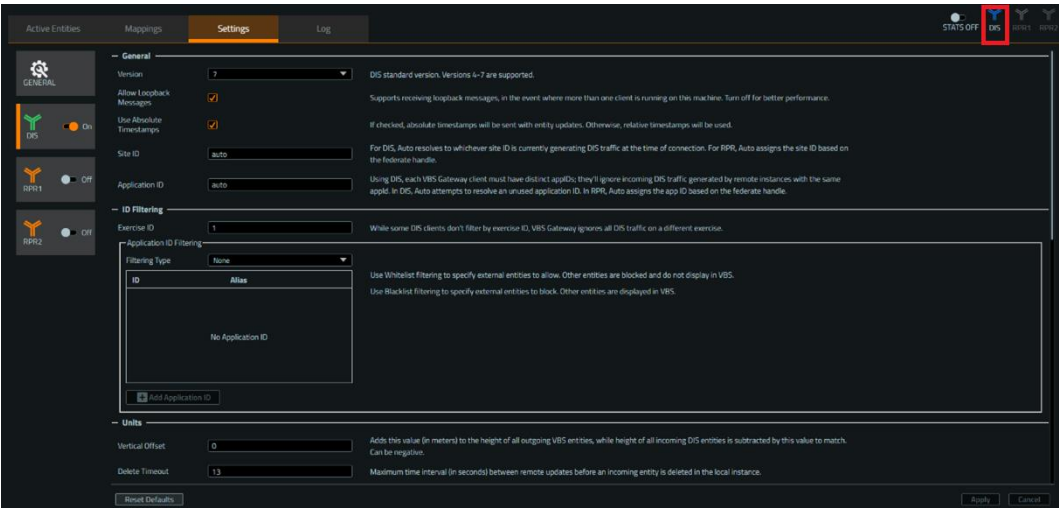 Active Entities
Mappings
Settings
Log
STATS OFF
DIS
RPR1
RPR2
GENERAL
DIS
On
RPR1
Off
RPR2
Off
General
Version
7
DIS standard version. Versions 4-7 are supported.
Allow Loopback
Messages
Supports receiving loopback messages, in the event where more than one client is running on this machine. Turn off for better performance.
Use Absolute
Timestamps
If checked, absolute timestamps will be sent with entity updates. Otherwise, relative timestamps will be used.
Site ID
auto
For DIS, Auto resolves to whichever site ID is currently generating DIS traffic at the time of connection. For RPR, Auto assigns the site ID based on
the federate handle.
Application ID
auto
Using DIS, each VBS Gateway client must have distinct appIDs; they'll ignore incoming DIS traffic generated by remote instances with the same
appId. In DIS, Auto attempts to resolve an unused application ID. In RPR, Auto assigns the app ID based on the federate handle.
ID Filtering
Exercise ID
1
While some DIS clients don't filter by exercise ID, VBS Gateway ignores all DIS traffic on a different exercise.
Application ID Filtering
Filtering Type
None
ID
Alias
No Application ID
Use Whitelist filtering to specify external entities to allow. Other entities are blocked and do not display in VBS.
Use Blacklist filtering to specify external entities to block. Other entities are displayed in VBS.
Add Application ID
Units
Vertical Offset
0
Adds this value (in meters) to the height of all outgoing VBS entities, while height of all incoming DIS entities is subtracted by this value to match.
Can be negative.
Delete Timeout
13
Maximum time interval (in seconds) between remote updates before an incoming entity is deleted in the local instance.
Reset Defaults
Apply
Cancel